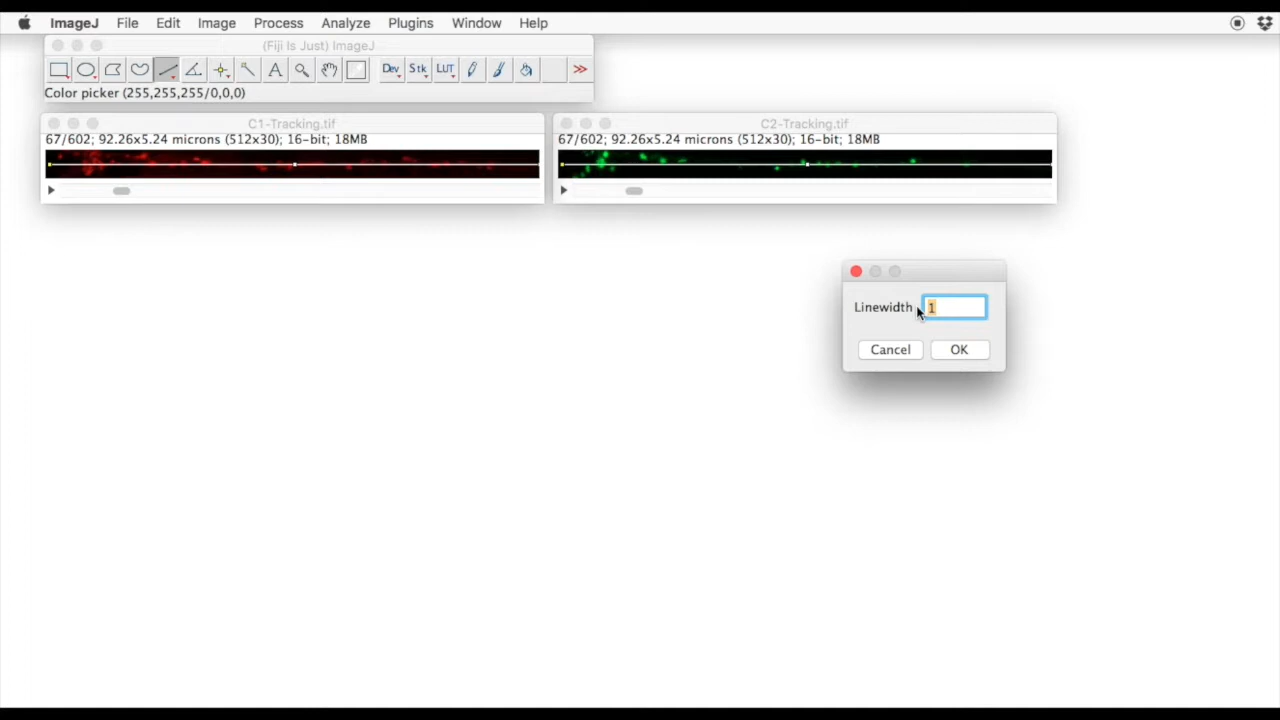 ImageJ File Edit Image Process Analyze Plugins Window Help
(Fiji Is Just) ImageJ
Dev Stk LUT >>
Color picker (255,255,255/0,0,0)
C1-Tracking.tif
67/602; 92.26x5.24 microns (512x30); 16-bit; 18MB
C2-Tracking.tif
67/602; 92.26x5.24 microns (512x30); 16-bit; 18MB
Linewidth 1
Cancel OK